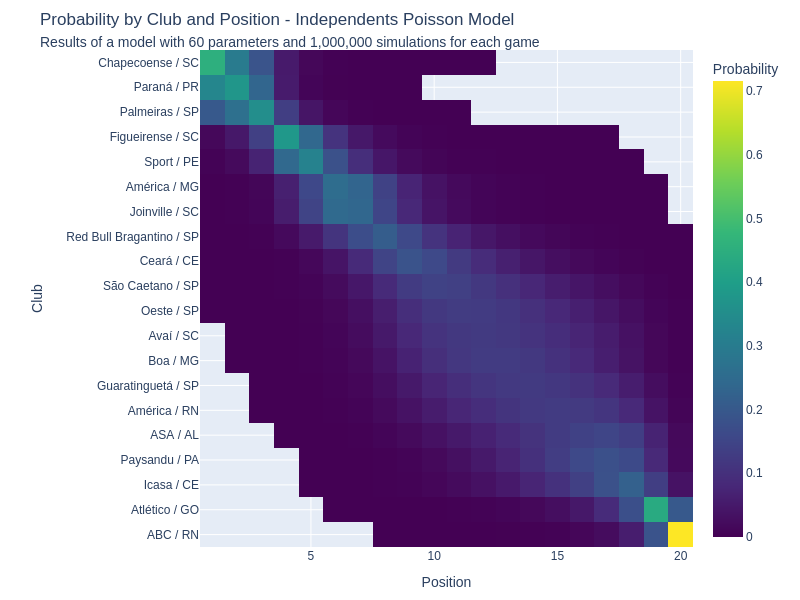 Probability by Club and Position - Independents Poisson Model
Results of a model with 60 parameters and 1,000,000 simulations for each game
Probability
Chapecoense / SC
Paraná / PR
Palmeiras / SP
Figueirense / SC
Sport / PE
América / MG
Joinville / SC
Red Bull Bragantino / SP
Ceará / CE
São Caetano / SP
Oeste / SP
Avaí / SC
Boa / MG
Guaratinguetá / SP
América / RN
ASA / AL
Paysandu / PA
Icasa / CE
Atlético / GO
ABC / RN
Club
5
10
15
20
Position
0.7
0.6
0.5
0.4
0.3
0.2
0.1
0